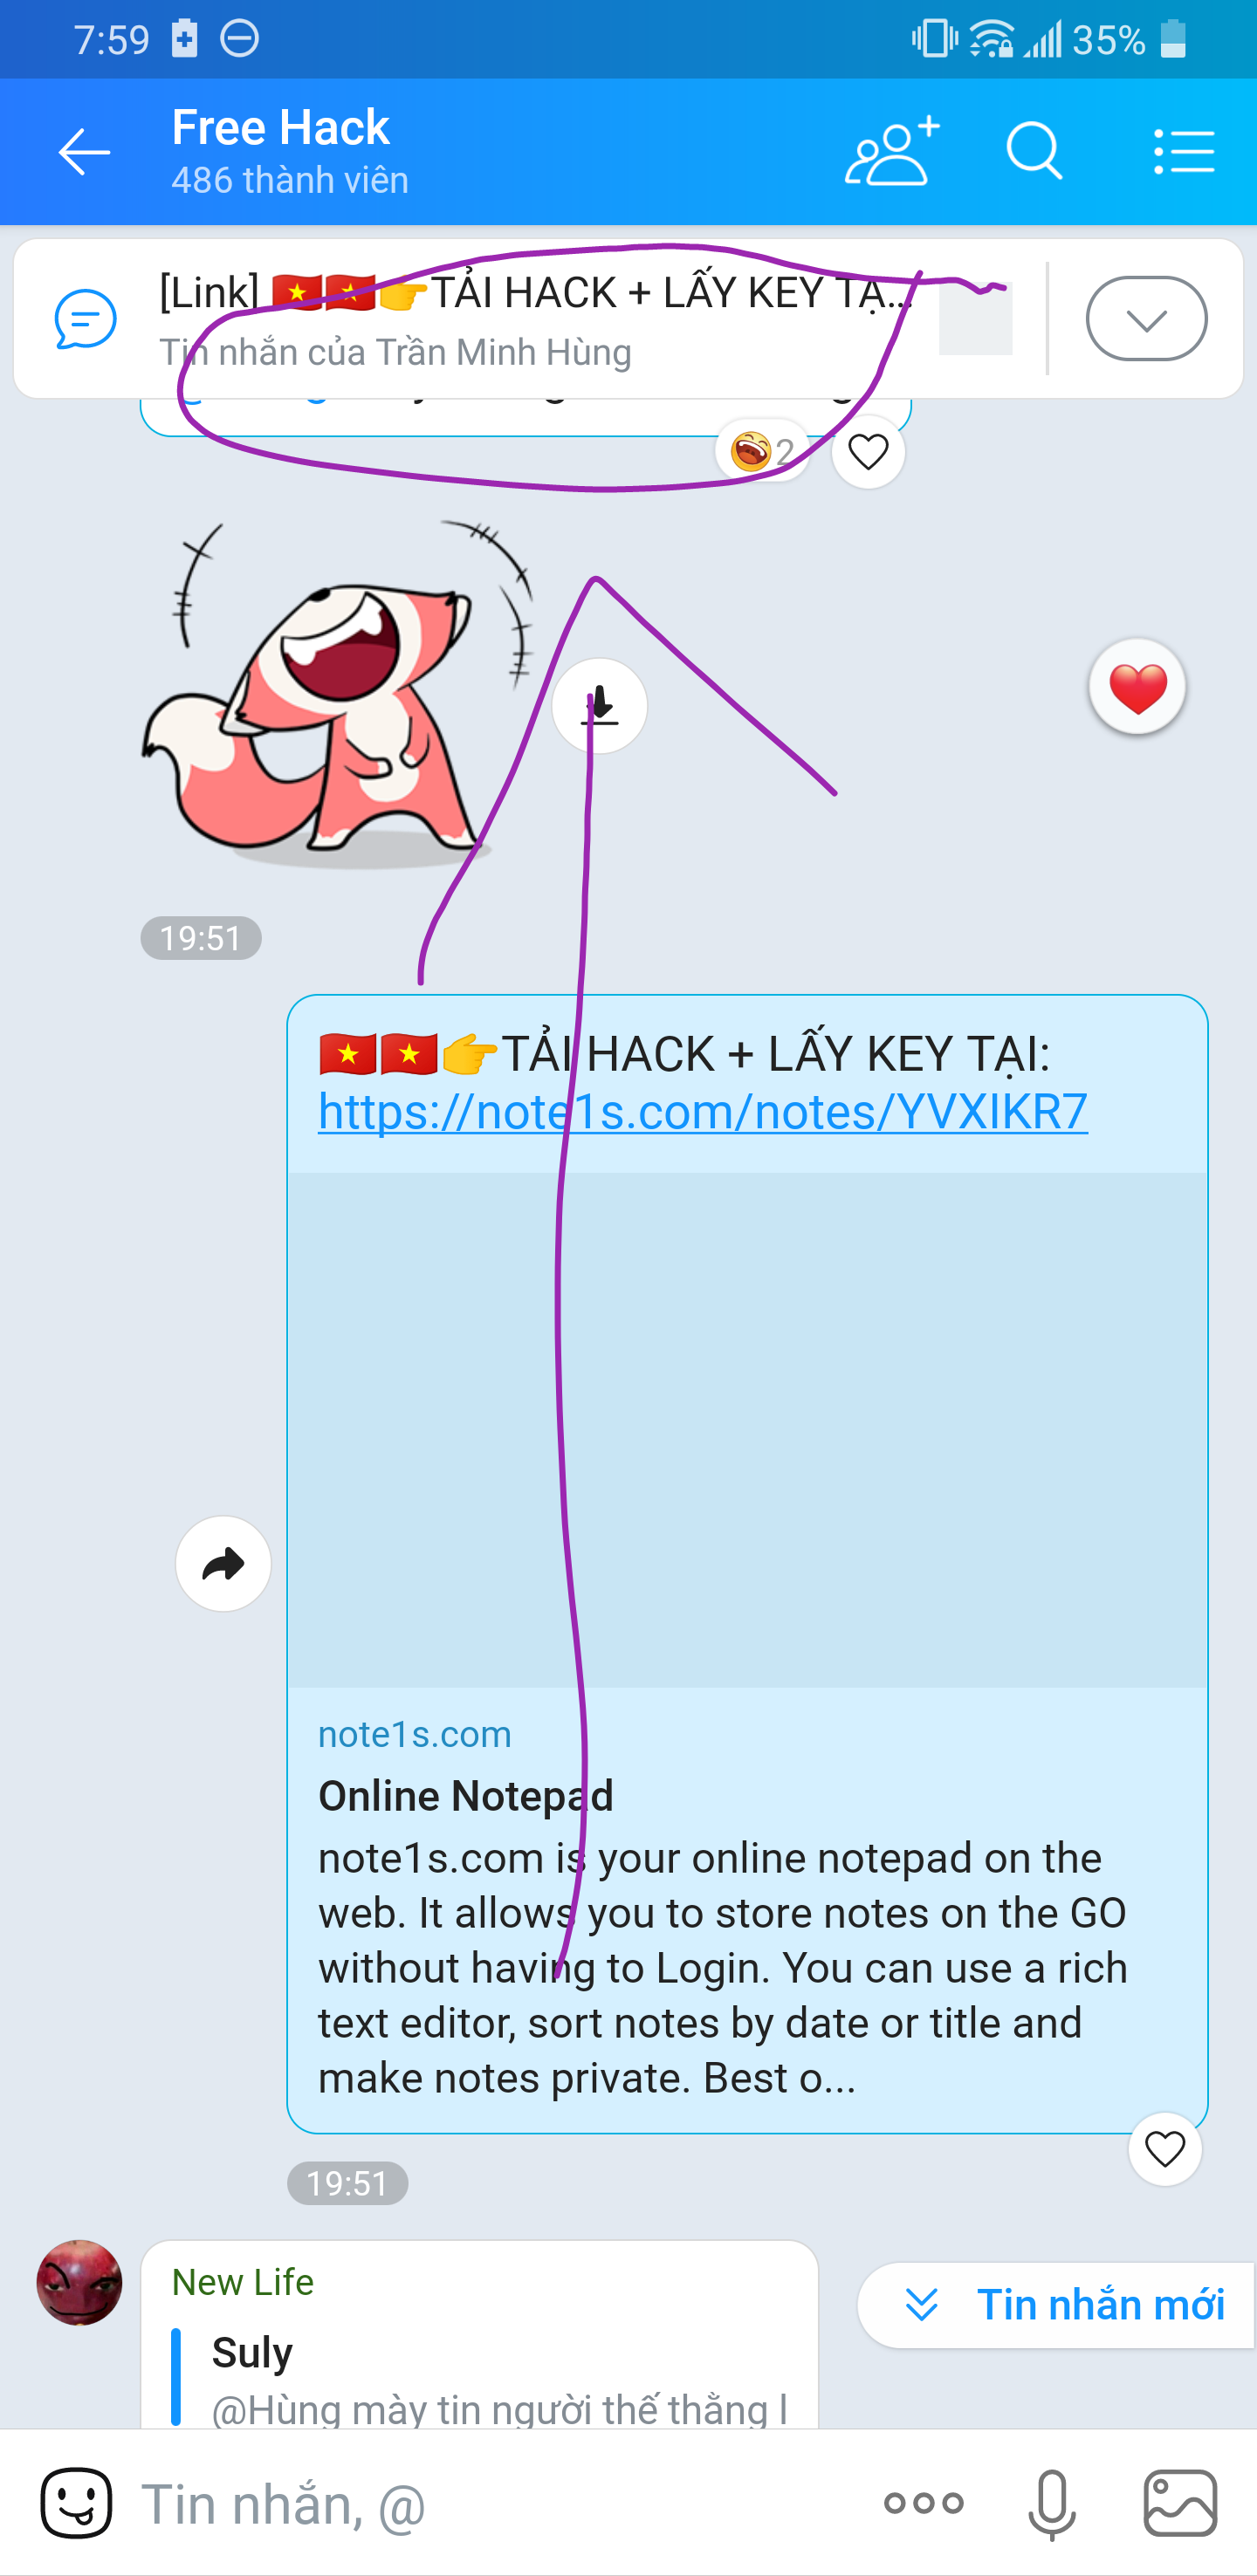 7:59
35%
Free Hack
486 thành viên
[Link] 🇻🇳🇻🇳👉TẢI HACK + LẤY KEY TẠ...
Tin nhắn của Trần Minh Hùng
2
19:51
🇻🇳🇻🇳👉TẢI HACK + LẤY KEY TẠI:
https://note1s.com/notes/YVXIKR7
note1s.com
Online Notepad
note1s.com is your online notepad on the
web. It allows you to store notes on the GO
without having to Login. You can use a rich
text editor, sort notes by date or title and
make notes private. Best o...
19:51
New Life
Tin nhắn mới
Suly
@Hùng mày tin người thế thằng l
Tin nhắn, @